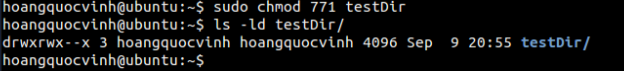 hoangquocvinh@ubuntu:~$ sudo chmod 771 testDir
hoangquocvinh@ubuntu:~$ ls -ld testDir/
drwxrwx--x 3 hoangquocvinh hoangquocvinh 4096 Sep  9 20:55 testDir/
hoangquocvinh@ubuntu:~$